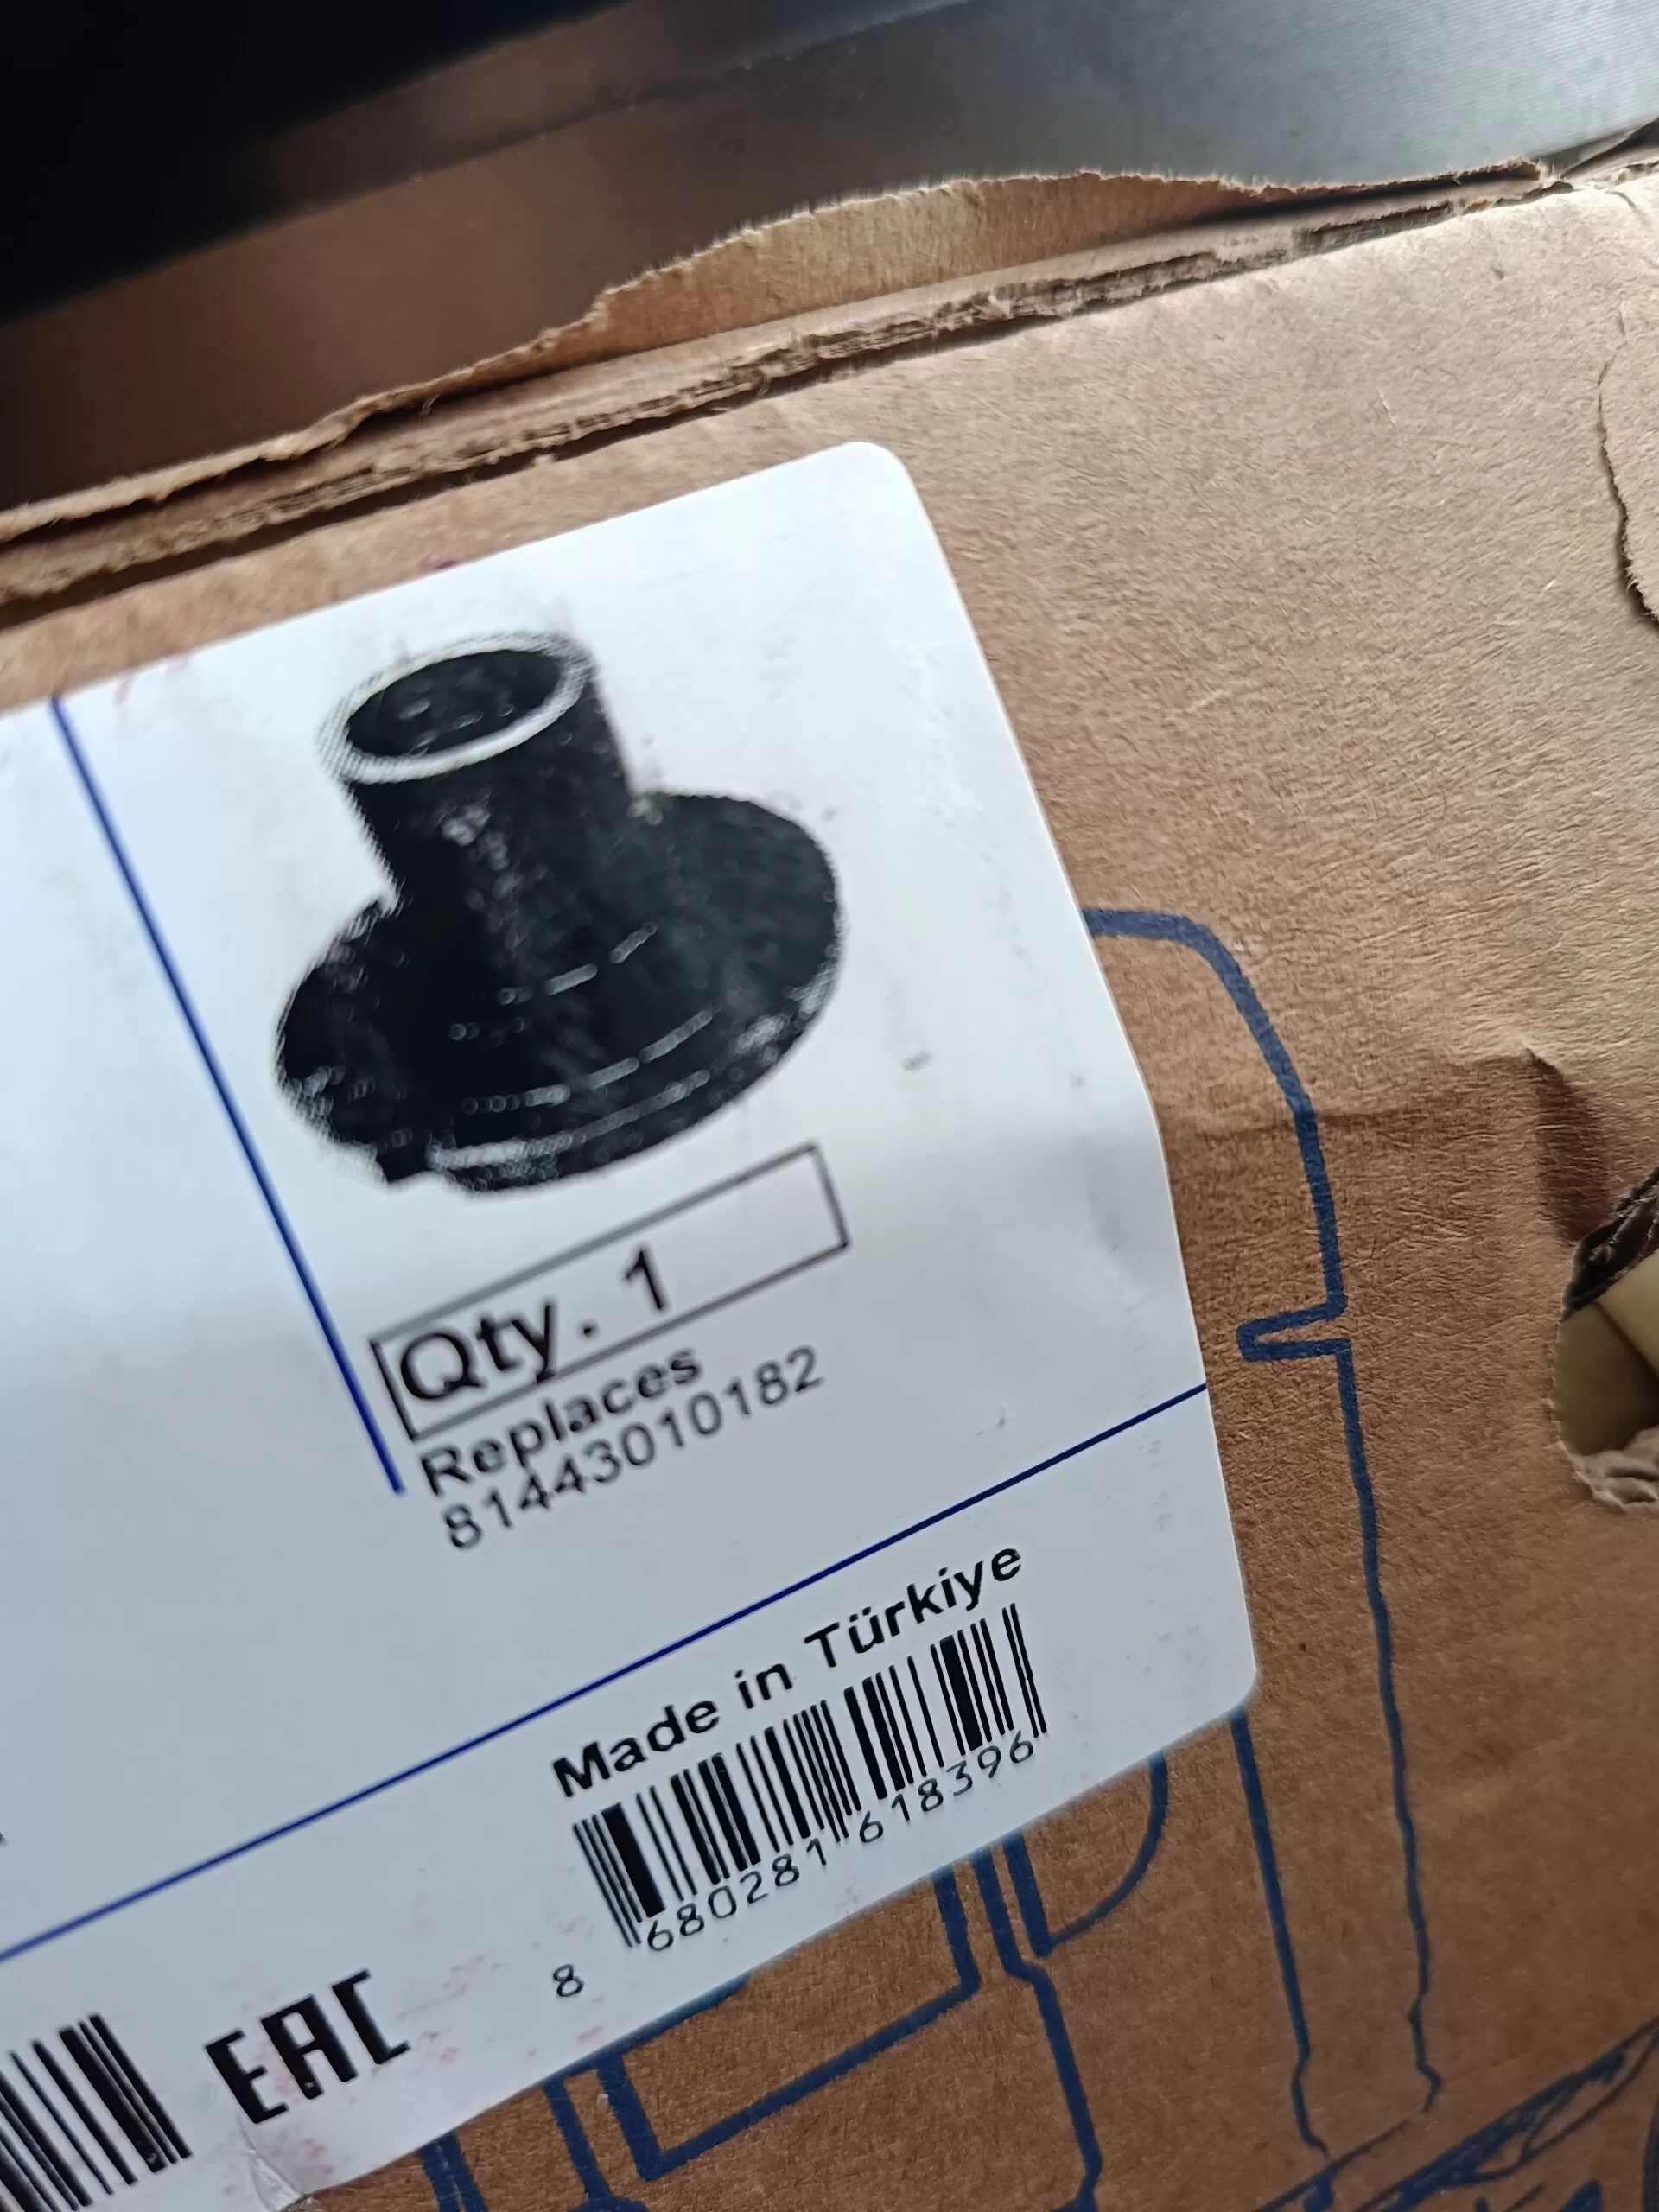 Qty. 1
Replaces
81443010182
Made in Türkiye
8 680281 618396
EAC